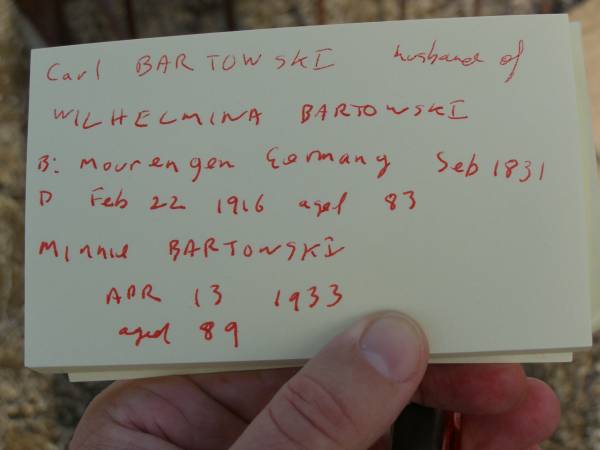 Carl BARTOWSKI husband of
WILHELMINA BARTOWSKI
B: Mourengen Germany Seb 1831
D Feb 22 1916 aged 83
Minnie BARTOWSKI
APR 13 1933
aged 89